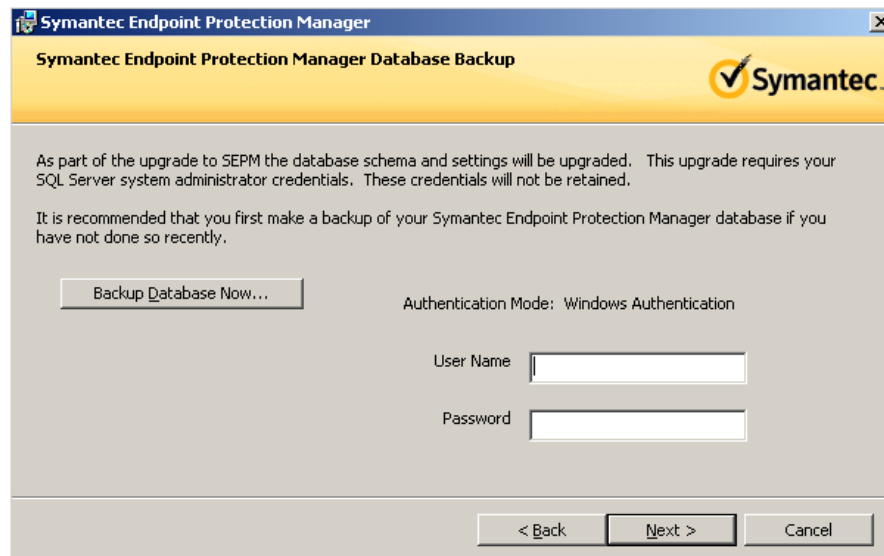 Symantec Endpoint Protection Manager
Symantec Endpoint Protection Manager Database Backup
Symantec.
As part of the upgrade to SEPM the database schema and settings will be upgraded. This upgrade requires your
SQL Server system administrator credentials. These credentials will not be retained.
It is recommended that you first make a backup of your Symantec Endpoint Protection Manager database if you
have not done so recently.
Backup Database Now...
Authentication Mode: Windows Authentication
User Name
Password
< Back
Next >
Cancel